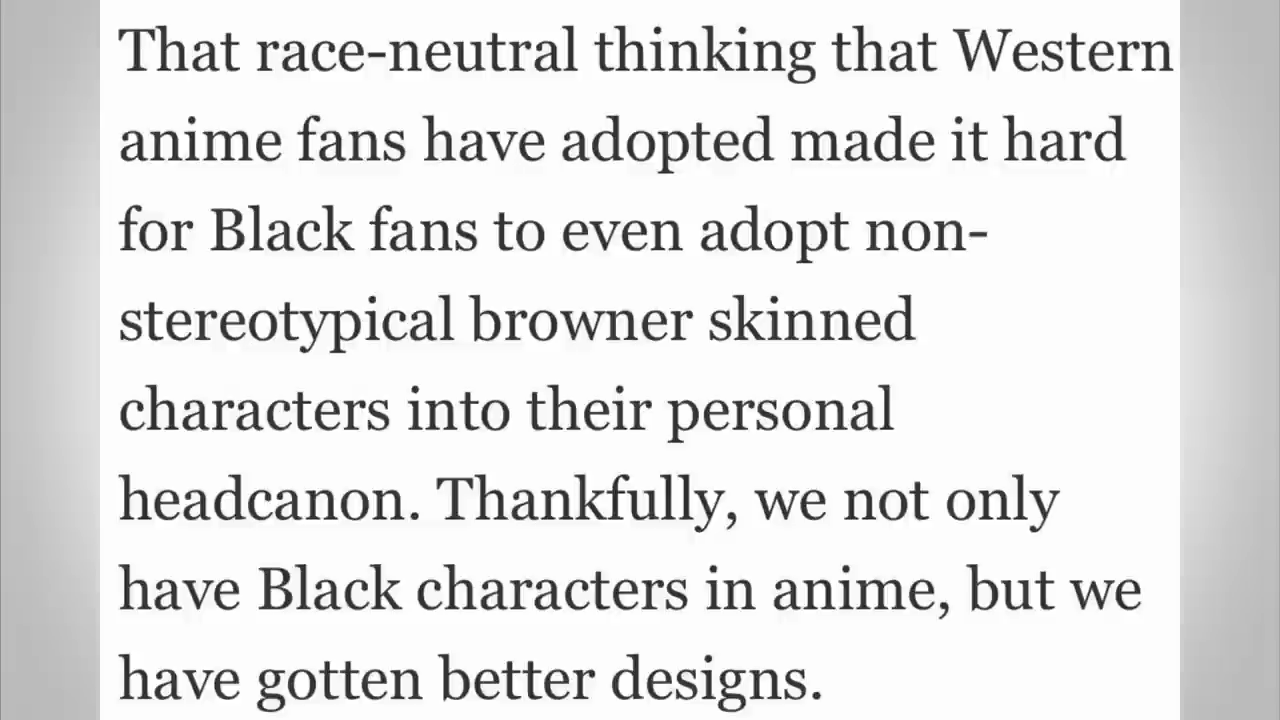 That race-neutral thinking that Western
anime fans have adopted made it hard
for Black fans to even adopt non-
stereotypical browner skinned
characters into their personal
headcanon. Thankfully, we not only
have Black characters in anime, but we
have gotten better designs.